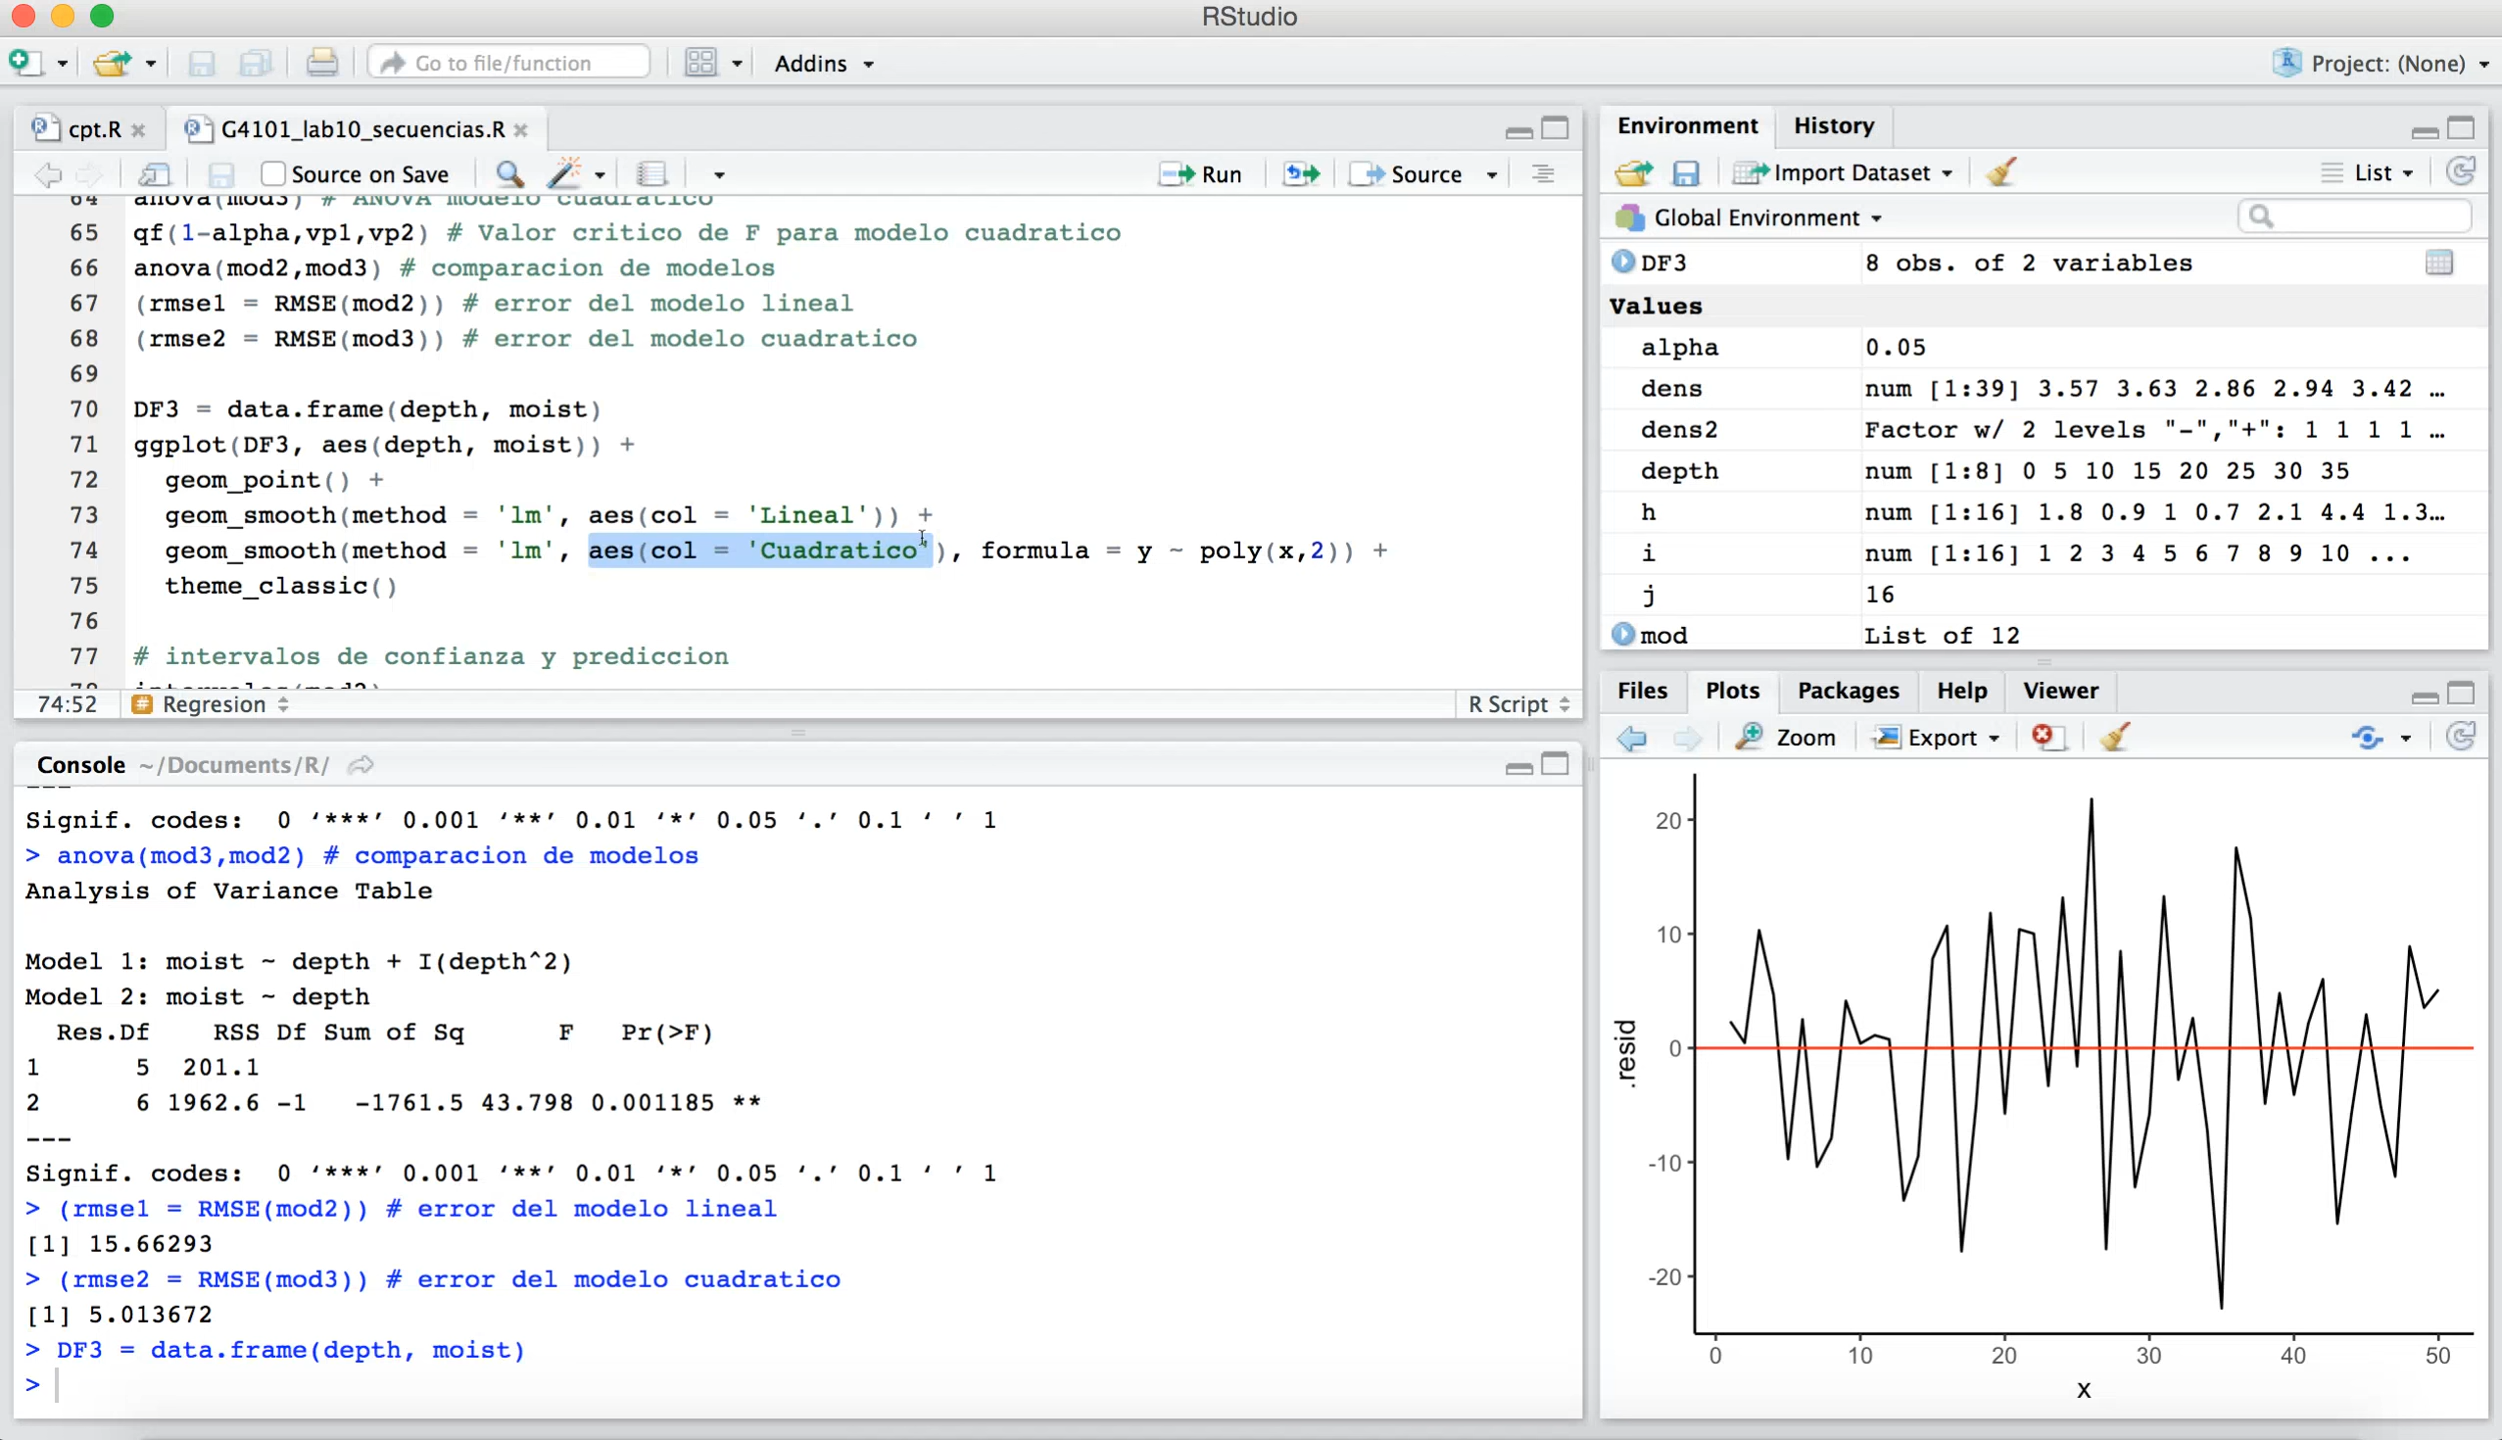 RStudio
Go to file/function
Addins
Project: (None)
cpt.R
G4101_lab10_secuencias.R
Source on Save
Run
Source
64 anova(mod3) # ANOVA modelo cuadratico
65 qf(1-alpha,vp1,vp2) # Valor critico de F para modelo cuadratico
66 anova(mod2,mod3) # comparacion de modelos
67 (rmse1 = RMSE(mod2)) # error del modelo lineal
68 (rmse2 = RMSE(mod3)) # error del modelo cuadratico
69
70 DF3 = data.frame(depth, moist)
71 ggplot(DF3, aes(depth, moist)) +
72 geom_point() +
73 geom_smooth(method = 'lm', aes(col = 'Lineal')) +
74 geom_smooth(method = 'lm', aes(col = 'Cuadratico'), formula = y ~ poly(x,2)) +
75 theme_classic()
76
77 # intervalos de confianza y prediccion
78 intervalos(mod2)
74:52 # Regresion R Script
Console ~/Documents/R/
---
Signif. codes: 0 ‘***’ 0.001 ‘**’ 0.01 ‘*’ 0.05 ‘.’ 0.1 ‘ ’ 1
> anova(mod3,mod2) # comparacion de modelos
Analysis of Variance Table
Model 1: moist ~ depth + I(depth^2)
Model 2: moist ~ depth
Res.Df RSS Df Sum of Sq F Pr(>F)
1 5 201.1
2 6 1962.6 -1 -1761.5 43.798 0.001185 **
---
Signif. codes: 0 ‘***’ 0.001 ‘**’ 0.01 ‘*’ 0.05 ‘.’ 0.1 ‘ ’ 1
> (rmse1 = RMSE(mod2)) # error del modelo lineal
[1] 15.66293
> (rmse2 = RMSE(mod3)) # error del modelo cuadratico
[1] 5.013672
> DF3 = data.frame(depth, moist)
>
Environment History
Import Dataset List
Global Environment
DF3 8 obs. of 2 variables
Values
alpha 0.05
dens num [1:39] 3.57 3.63 2.86 2.94 3.42 …
dens2 Factor w/ 2 levels "-","+": 1 1 1 1 …
depth num [1:8] 0 5 10 15 20 25 30 35
h num [1:16] 1.8 0.9 1 0.7 2.1 4.4 1.3…
i num [1:16] 1 2 3 4 5 6 7 8 9 10 ...
j 16
mod List of 12
Files Plots Packages Help Viewer
Zoom Export
20
10
0
-10
-20
.resid
0 10 20 30 40 50
x